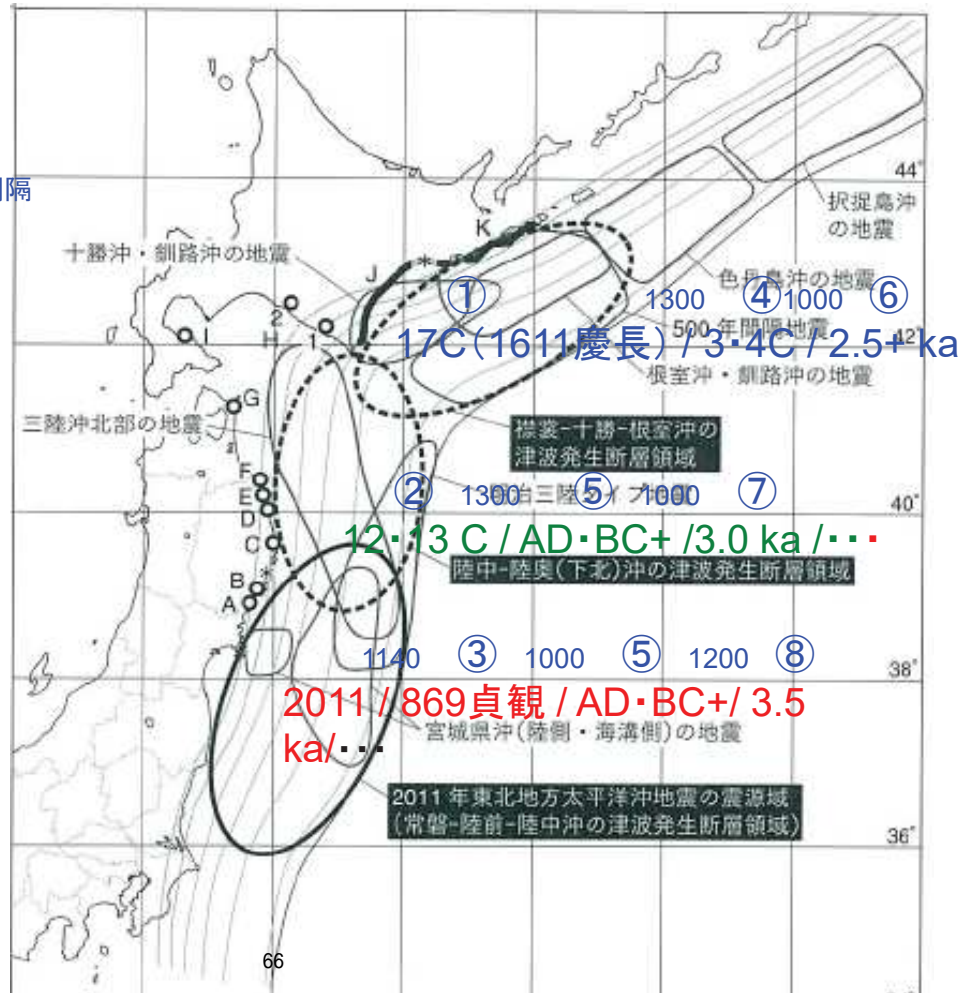 44°
択捉島沖
の地震
隔
K
十勝沖・釧路沖の地震
J
*
色丹島沖の地震
① 1300 ④ 1000 ⑥
2
H
1
I
500年間隔地震
42°
17C(1611慶長) / 3・4C / 2.5+ ka
根室沖・釧路沖の地震
G
三陸沖北部の地震
襟裳-十勝-根室沖の
津波発生断層領域
F
E
D
C
治三陸タイプ
② 1300 ⑤ 1000 ⑦
40°
12・13 C / AD・BC+ /3.0 ka /・・・
陸中-陸奥(下北)沖の津波発生断層領域
B
*
A
1140 ③ 1000 ⑤ 1200 ⑧
38°
2011 / 869貞観 / AD・BC+/ 3.5
ka/・・・
宮城県沖(陸側・海溝側)の地震
2011年東北地方太平洋沖地震の震源域
(常磐-陸前-陸中沖の津波発生断層領域)
36°
66